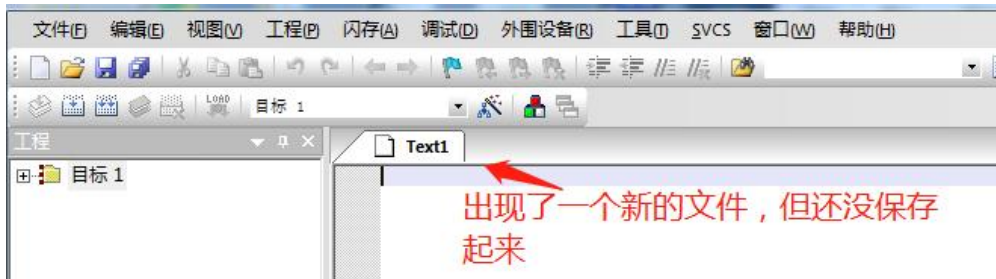 文件(F) 编辑(E) 视图(V) 工程(P) 闪存(A) 调试(D) 外围设备(R) 工具(T) SVCS 窗口(W) 帮助(H)
LOAD 目标 1
工程 Text1
目标 1
出现了一个新的文件，但还没保存
起来